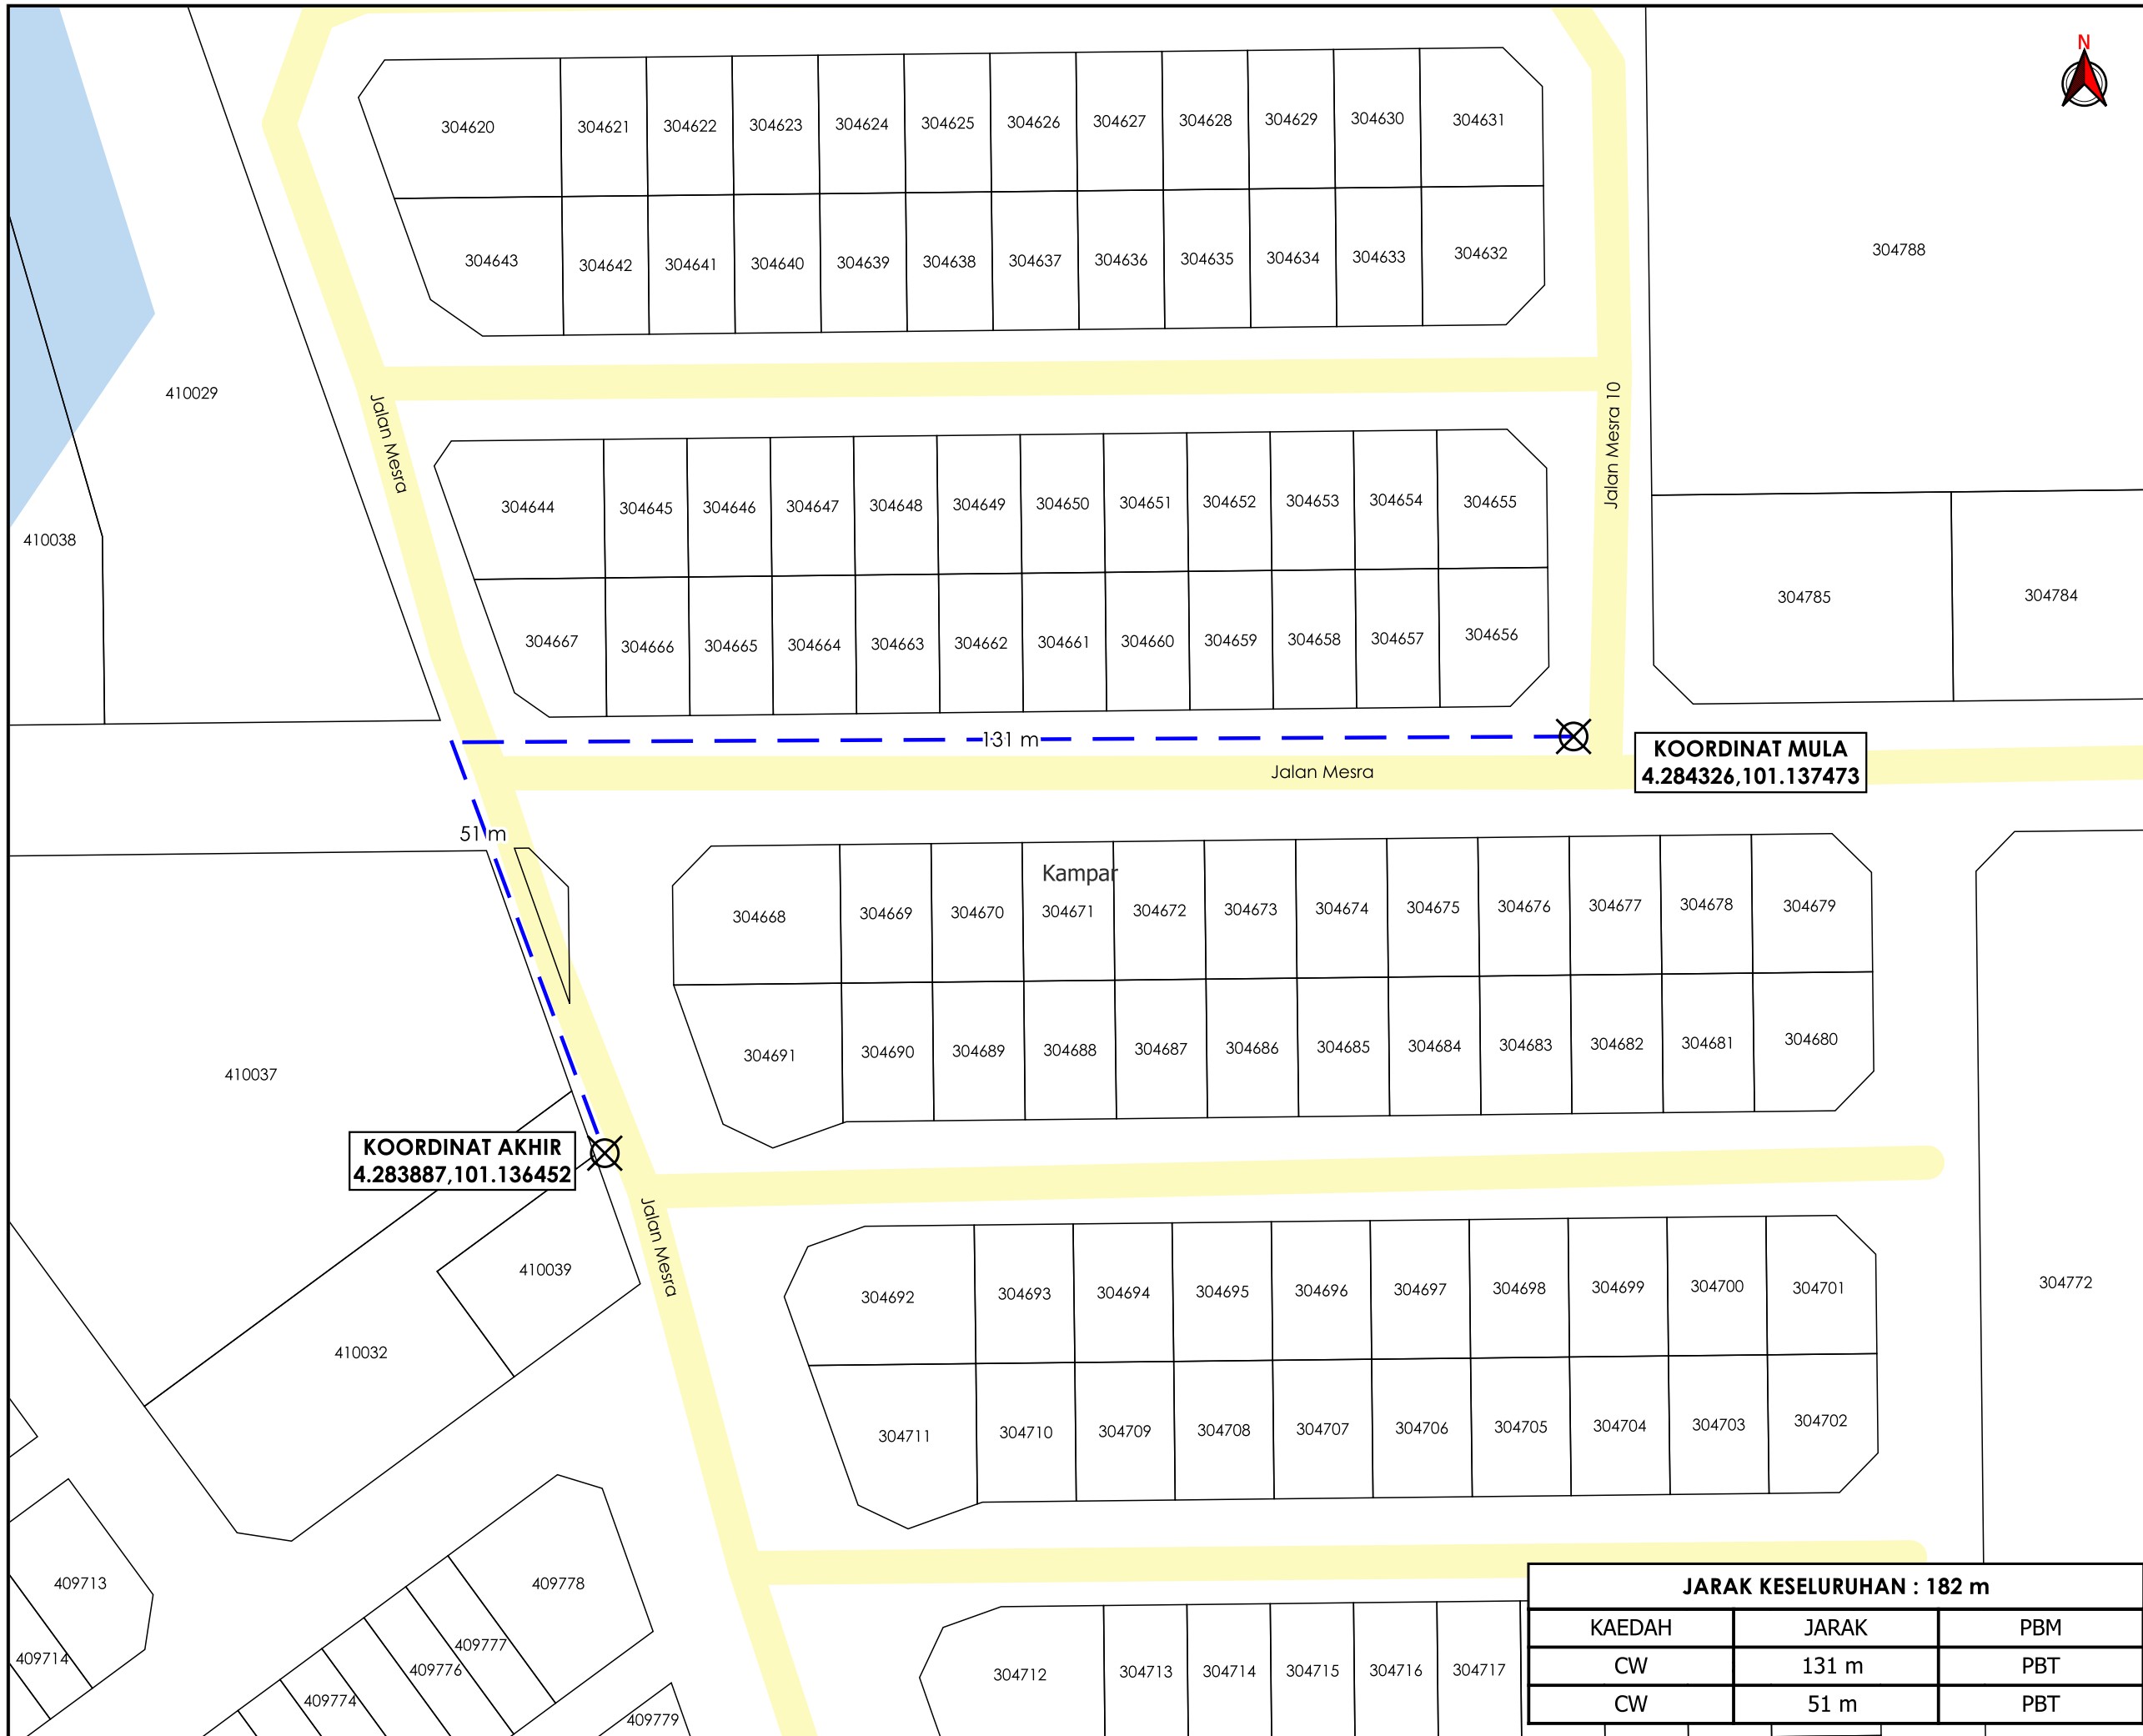 N
304620 304621 304622 304623 304624 304625 304626 304627 304628 304629 304630 304631
304643 304642 304641 304640 304639 304638 304637 304636 304635 304634 304633 304632
304788
410029
Jalan Mesra
Jalan Mesra 10
410038
304644 304645 304646 304647 304648 304649 304650 304651 304652 304653 304654 304655
304785 304784
304667 304666 304665 304664 304663 304662 304661 304660 304659 304658 304657 304656
131 m
KOORDINAT MULA
4.284326,101.137473
Jalan Mesra
51 m
Kampar
304668 304669 304670 304671 304672 304673 304674 304675 304676 304677 304678 304679
304691 304690 304689 304688 304687 304686 304685 304684 304683 304682 304681 304680
410037
KOORDINAT AKHIR
4.283887,101.136452
Jalan Mesra
410039
304692 304693 304694 304695 304696 304697 304698 304699 304700 304701
304772
410032
304711 304710 304709 304708 304707 304706 304705 304704 304703 304702
409713
409778
409714
409777
409776
409774
409779
304712 304713 304714 304715 304716 304717
JARAK KESELURUHAN : 182 m
KAEDAH JARAK PBM
CW 131 m PBT
CW 51 m PBT